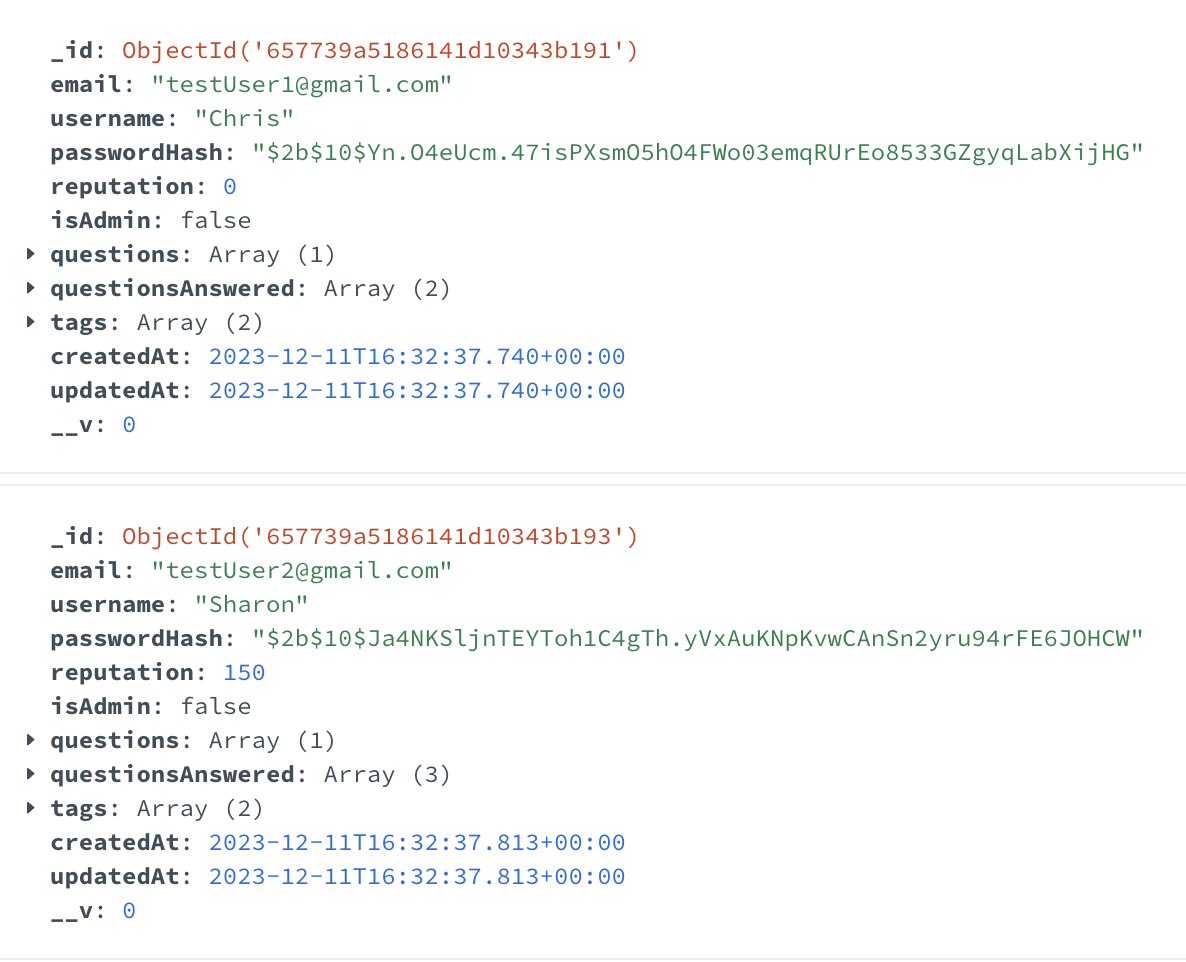 _id: ObjectId('657739a5186141d10343b191')
email: "testUser1@gmail.com"
username: "Chris"
passwordHash: "$2b$10$Yn.O4eUcm.47isPXsmO5hO4FWo03emqRUrEo8533GZgyqLabXijHG"
reputation: 0
isAdmin: false
questions: Array (1)
questionsAnswered: Array (2)
tags: Array (2)
createdAt: 2023-12-11T16:32:37.740+00:00
updatedAt: 2023-12-11T16:32:37.740+00:00
__v: 0
_id: ObjectId('657739a5186141d10343b193')
email: "testUser2@gmail.com"
username: "Sharon"
passwordHash: "$2b$10$Ja4NKSljnTEYToh1C4gTh.yVxAuKNpKvwCAnSn2yru94rFE6JOHCW"
reputation: 150
isAdmin: false
questions: Array (1)
questionsAnswered: Array (3)
tags: Array (2)
createdAt: 2023-12-11T16:32:37.813+00:00
updatedAt: 2023-12-11T16:32:37.813+00:00
__v: 0